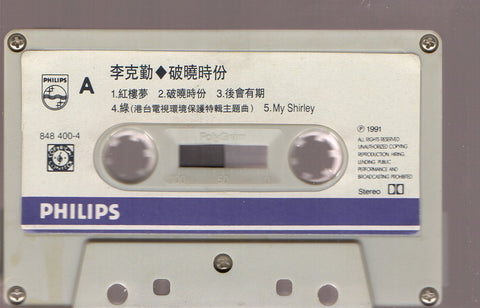 PHILIPS
A
李克勤◆破曉時份
1.紅樓夢 2.破曉時份 3.後會有期
4.綠(港台電視環境保護特輯主題曲) 5.My Shirley
848 400-4
PolyGram
Ⓟ 1991
ALL RIGHTS RESERVED
UNAUTHORIZED COPYING
REPRODUCTION, HIRING,
LENDING, PUBLIC
PERFORMANCE AND
BROADCASTING PROHIBITED
Stereo
PHILIPS